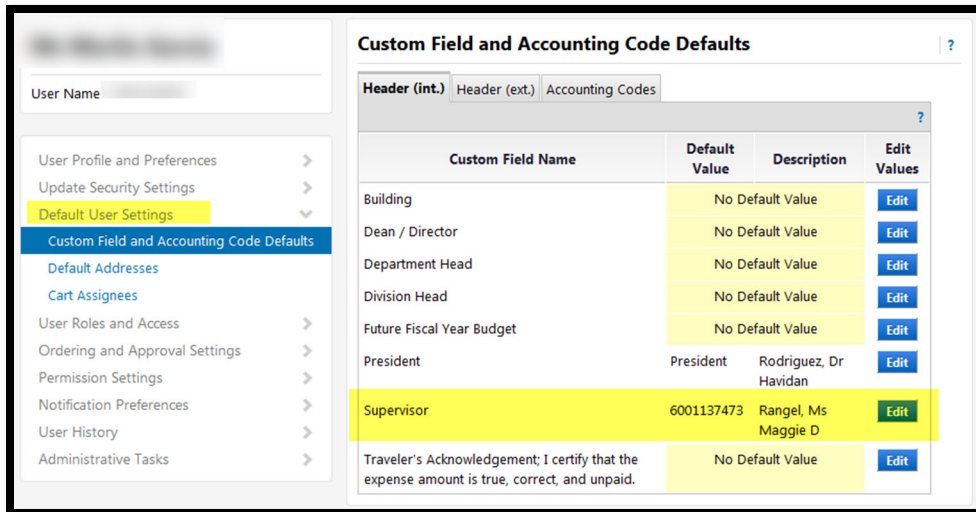 User Name
User Profile and Preferences
Update Security Settings
Default User Settings
Custom Field and Accounting Code Defaults
Default Addresses
Cart Assignees
User Roles and Access
Ordering and Approval Settings
Permission Settings
Notification Preferences
User History
Administrative Tasks
Custom Field and Accounting Code Defaults ?
Header (int.) Header (ext.) Accounting Codes
?
Custom Field Name Default Value Description Edit Values
Building No Default Value Edit
Dean / Director No Default Value Edit
Department Head No Default Value Edit
Division Head No Default Value Edit
Future Fiscal Year Budget No Default Value Edit
President President Rodriguez, Dr Edit
Havidan
Supervisor 6001137473 Rangel, Ms Edit
Maggie D
Traveler's Acknowledgement; I certify that the No Default Value Edit
expense amount is true, correct, and unpaid.